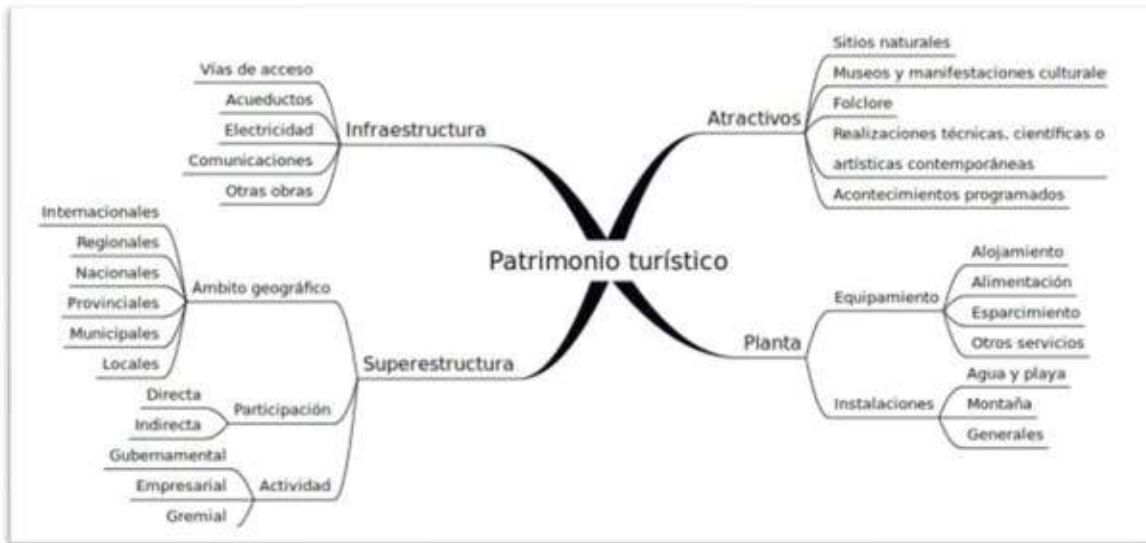 Patrimonio turístico
Infraestructura
Vías de acceso
Acueductos
Electricidad
Comunicaciones
Otras obras
Superestructura
Ámbito geográfico
Internacionales
Regionales
Nacionales
Provinciales
Municipales
Locales
Participación
Directa
Indirecta
Actividad
Gubernamental
Empresarial
Gremial
Atractivos
Sitios naturales
Museos y manifestaciones culturale
Folclore
Realizaciones técnicas, científicas o
artísticas contemporáneas
Acontecimientos programados
Planta
Equipamiento
Alojamiento
Alimentación
Esparcimiento
Otros servicios
Instalaciones
Agua y playa
Montaña
Generales